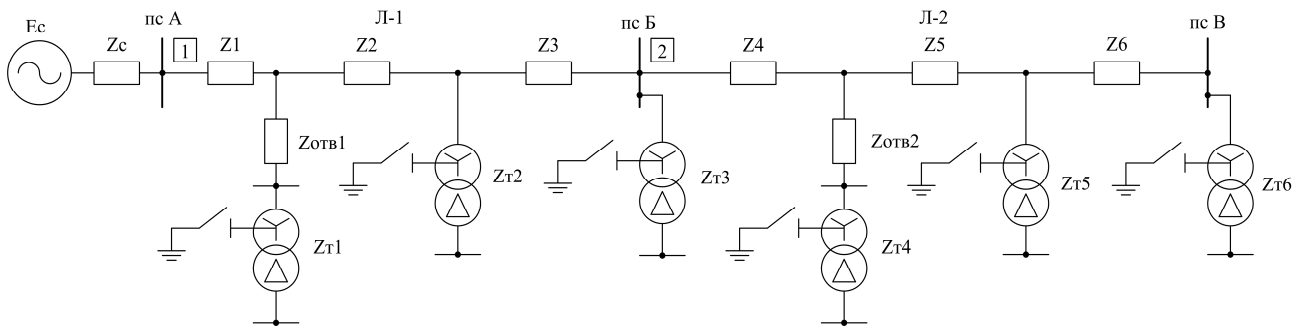 Ec
пс А
Л-1
пс Б
Л-2
пс В
Zc
1
Z1
Z2
Z3
2
Z4
Z5
Z6
Zотв1
Zт2
Zт3
Zотв2
Zт5
Zт6
Zт1
Zт4